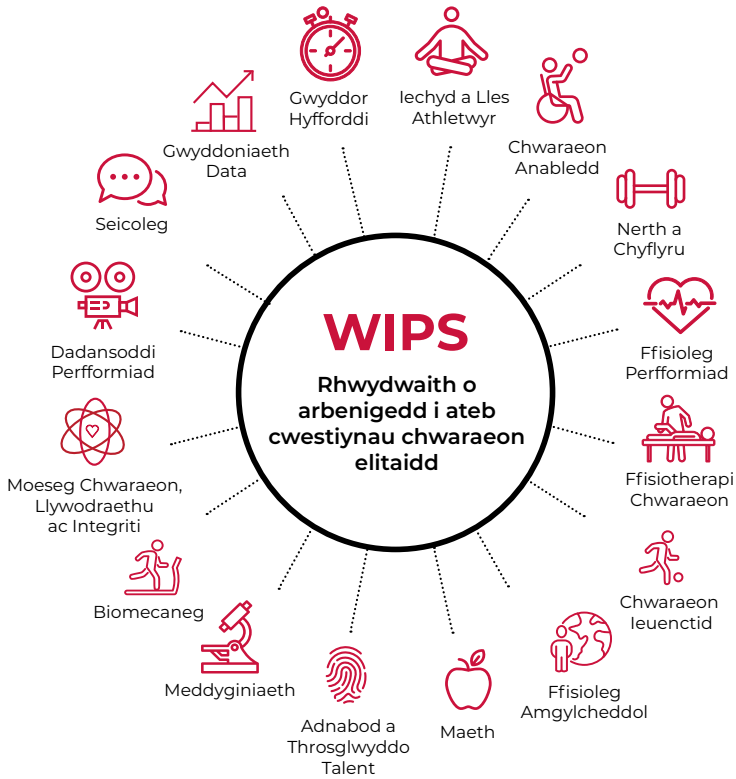 WIPS
Rhwydwaith o
arbenigedd i ateb
cwestiynau chwaraeon
elitaidd
Gwyddor
Hyfforddi
Iechyd a Lles
Athletwyr
Chwaraeon
Anabledd
Nerth a
Chyflyru
Ffisioleg
Perfformiad
Ffisiotherapi
Chwaraeon
Chwaraeon
Ieuenctid
Ffisioleg
Amgylcheddol
Maeth
Adnabod a
Throsglwyddo
Talent
Meddyginiaeth
Biomecaneg
Moeseg Chwaraeon,
Llywodraethu
ac Integriti
Dadansoddi
Perfformiad
Seicoleg
Gwyddoniaeth
Data